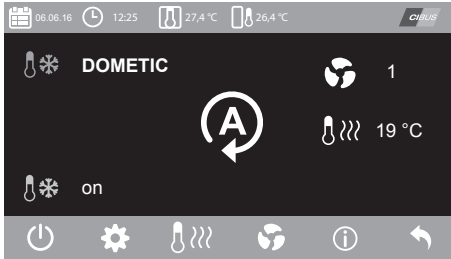 06.06.16 12:25 27,4 °C 26,4 °C CIBUS
DOMETIC 1
A
19 °C
on